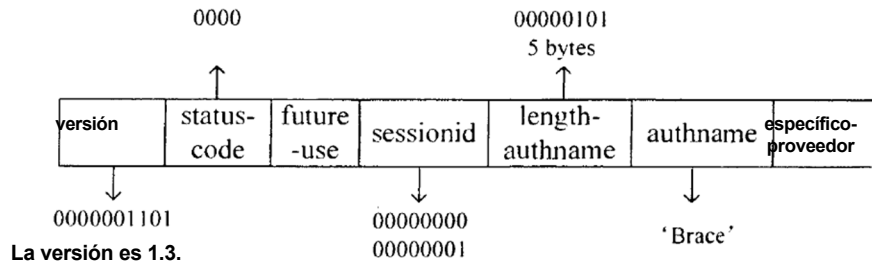 0000
00000101
5 bytes
versión
status-
code
future
-use
sessionid
length-
authname
authname
específico-
proveedor
0000001101
La versión es 1.3.
00000000
00000001
‘Brace’